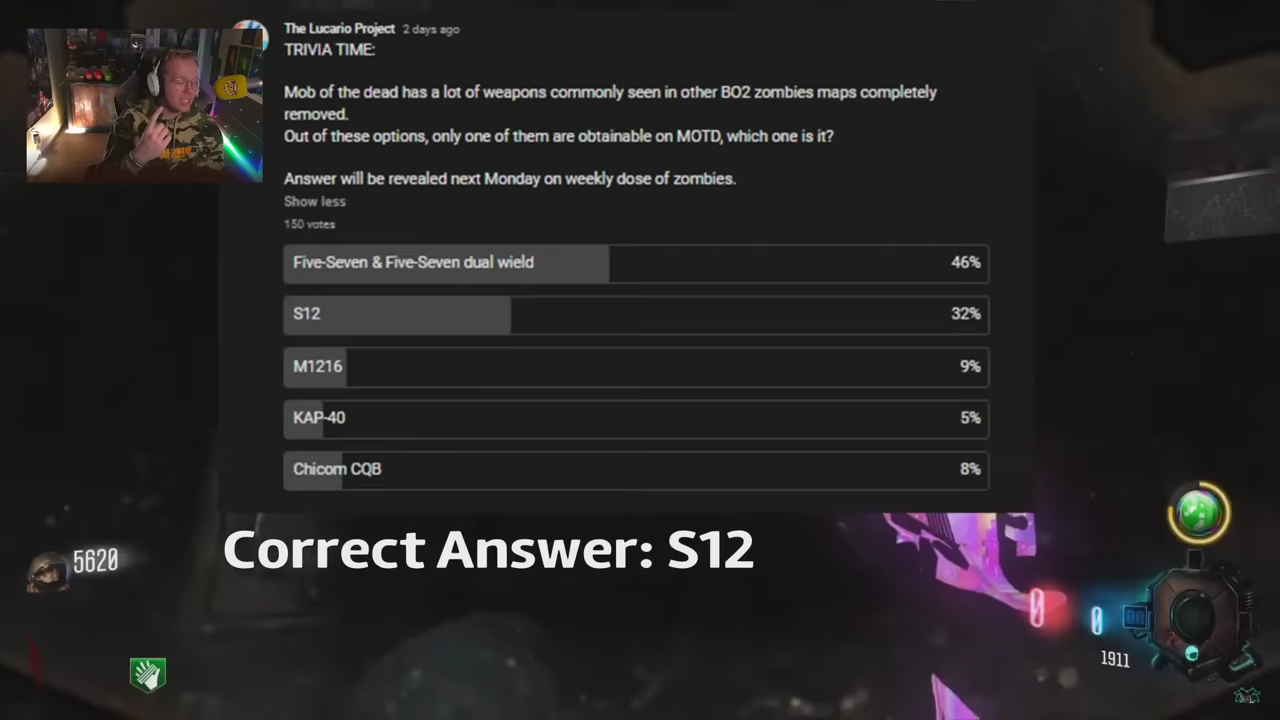 The Lucario Project 2 days ago
TRIVIA TIME:
Mob of the dead has a lot of weapons commonly seen in other BO2 zombies maps completely
removed.
Out of these options, only one of them are obtainable on MOTD, which one is it?
Answer will be revealed next Monday on weekly dose of zombies.
Show less
150 votes
Five-Seven & Five-Seven dual wield 46%
S12 32%
M1216 9%
KAP-40 5%
Chicom CQB 8%
Correct Answer: S12
5620
0 0
1911